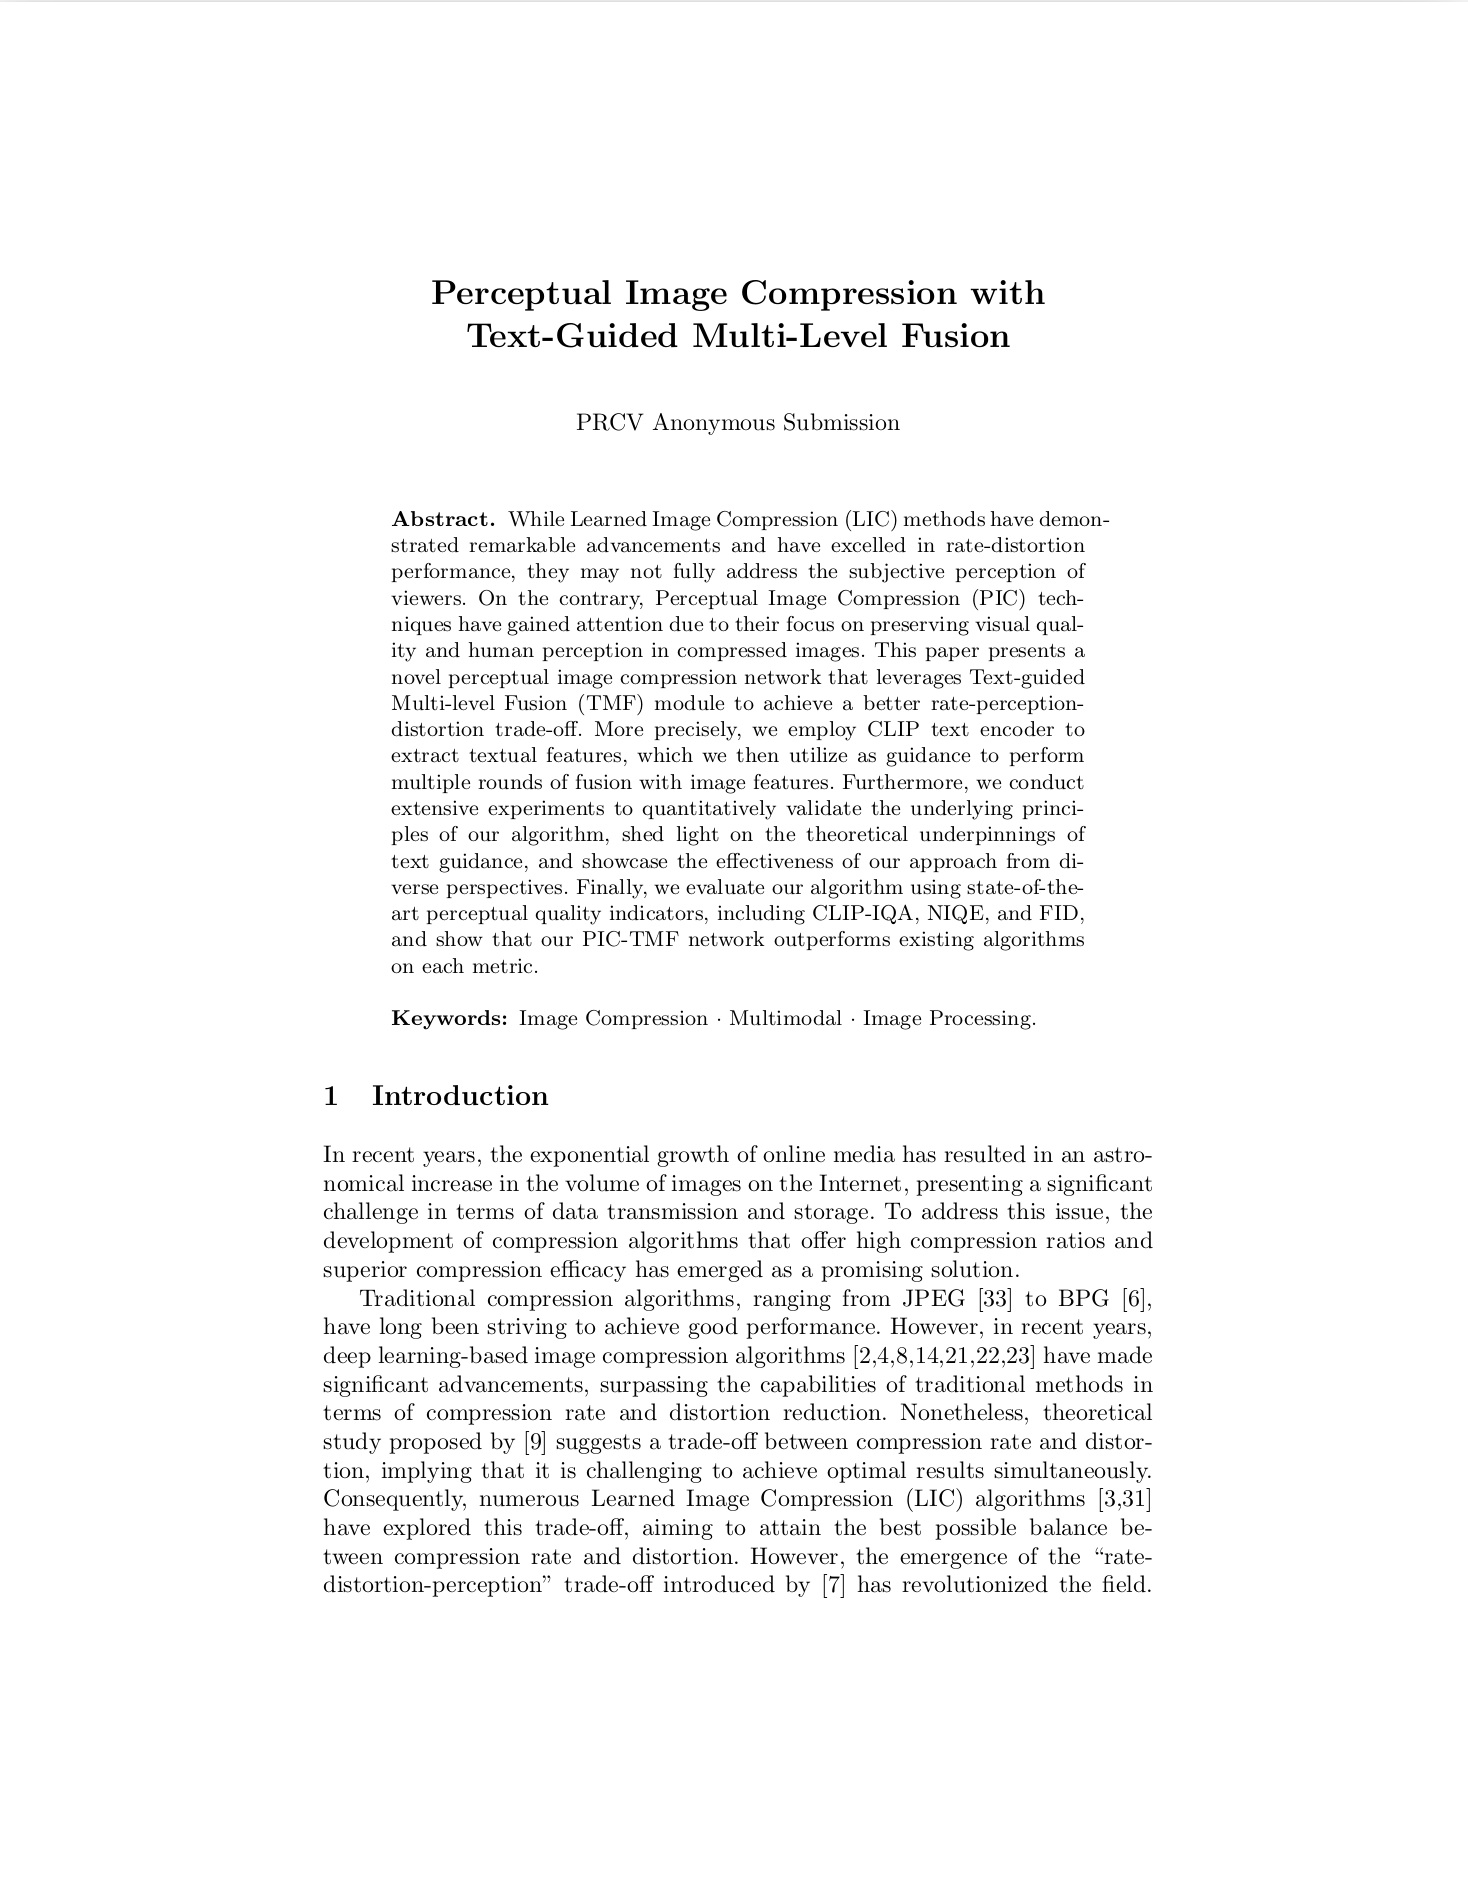 Perceptual Image Compression with
Text-Guided Multi-Level Fusion
PRCV Anonymous Submission
Abstract. While Learned Image Compression (LIC) methods have demon-
strated remarkable advancements and have excelled in rate-distortion
performance, they may not fully address the subjective perception of
viewers. On the contrary, Perceptual Image Compression (PIC) tech-
niques have gained attention due to their focus on preserving visual qual-
ity and human perception in compressed images. This paper presents a
novel perceptual image compression network that leverages Text-guided
Multi-level Fusion (TMF) module to achieve a better rate-perception-
distortion trade-off. More precisely, we employ CLIP text encoder to
extract textual features, which we then utilize as guidance to perform
multiple rounds of fusion with image features. Furthermore, we conduct
extensive experiments to quantitatively validate the underlying princi-
ples of our algorithm, shed light on the theoretical underpinnings of
text guidance, and showcase the effectiveness of our approach from di-
verse perspectives. Finally, we evaluate our algorithm using state-of-the-
art perceptual quality indicators, including CLIP-IQA, NIQE, and FID,
and show that our PIC-TMF network outperforms existing algorithms
on each metric.
Keywords: Image Compression · Multimodal · Image Processing.
1 Introduction
In recent years, the exponential growth of online media has resulted in an astro-
nomical increase in the volume of images on the Internet, presenting a significant
challenge in terms of data transmission and storage. To address this issue, the
development of compression algorithms that offer high compression ratios and
superior compression efficacy has emerged as a promising solution.
Traditional compression algorithms, ranging from JPEG [33] to BPG [6],
have long been striving to achieve good performance. However, in recent years,
deep learning-based image compression algorithms [2,4,8,14,21,22,23] have made
significant advancements, surpassing the capabilities of traditional methods in
terms of compression rate and distortion reduction. Nonetheless, theoretical
study proposed by [9] suggests a trade-off between compression rate and distor-
tion, implying that it is challenging to achieve optimal results simultaneously.
Consequently, numerous Learned Image Compression (LIC) algorithms [3,31]
have explored this trade-off, aiming to attain the best possible balance be-
tween compression rate and distortion. However, the emergence of the “rate-
distortion-perception” trade-off introduced by [7] has revolutionized the field.